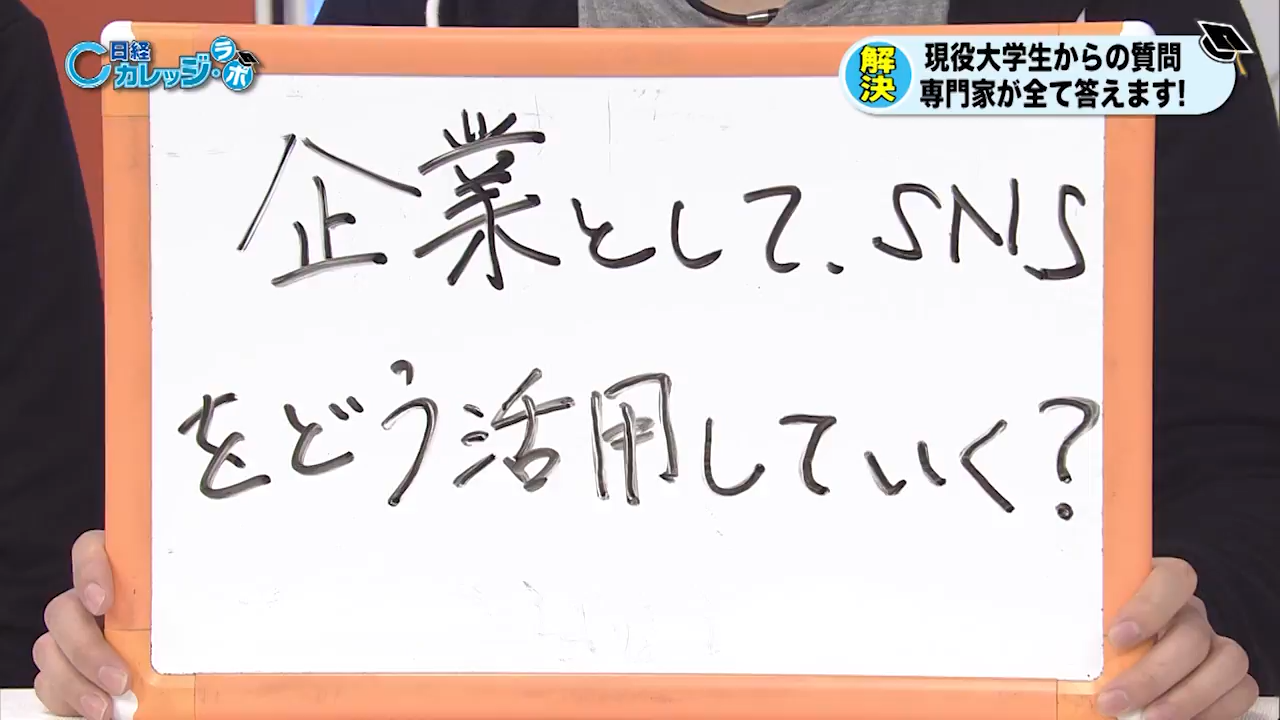 日経
カレッジ・ラボ
解決
現役大学生からの質問
専門家が全て答えます!
企業として、SNS
をどう活用していく?